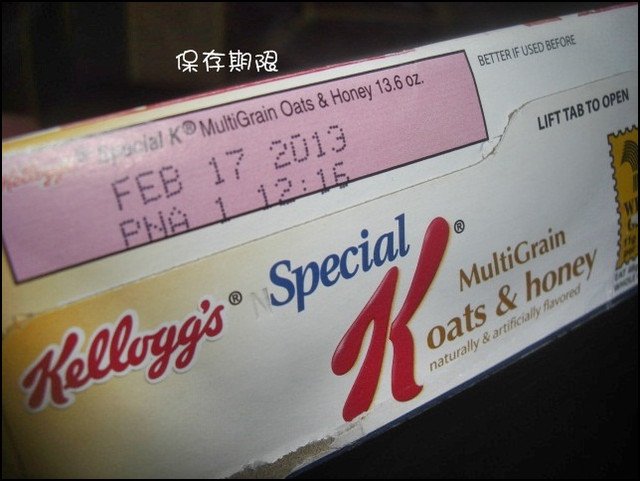 保存期限
BETTER IF USED BEFORE
Kellogg's® Special K® MultiGrain Oats & Honey 13.6 oz.
FEB 17 2013
PNA 1 12:16
LIFT TAB TO OPEN
Kellogg's®
Special K®
MultiGrain
oats & honey
naturally & artificially flavored